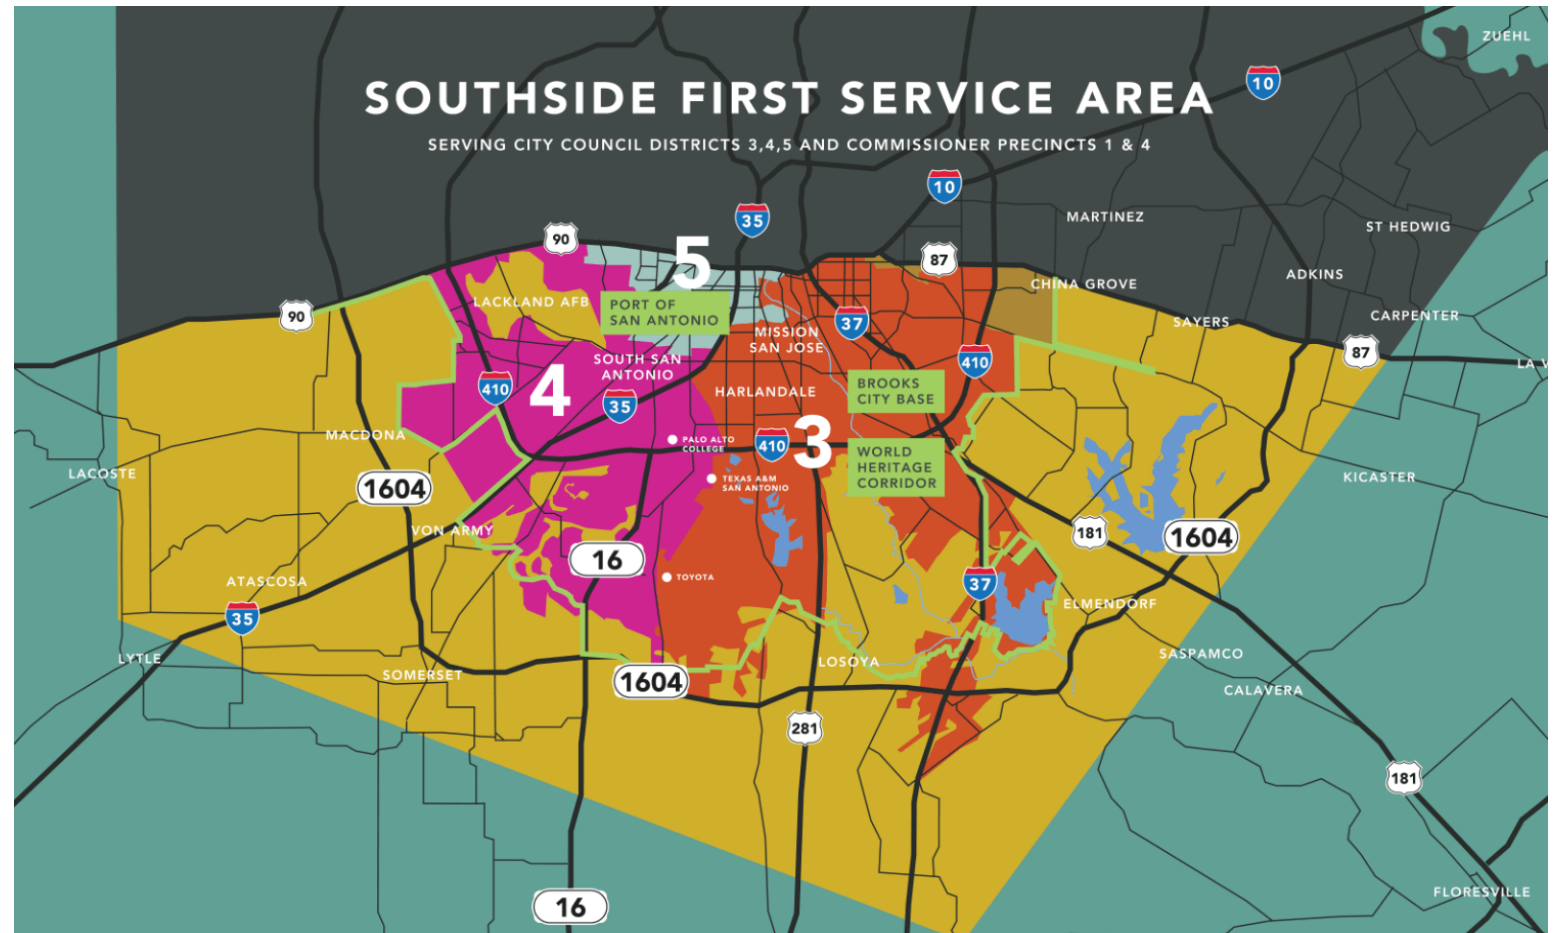 ZUEHL
SOUTHSIDE FIRST SERVICE AREA
10
SERVING CITY COUNCIL DISTRICTS 3,4,5 AND COMMISSIONER PRECINCTS 1 & 4
10
35
MARTINEZ
ST HEDWIG
90
5
87
ADKINS
CHINA GROVE
LACKLAND AFB
PORT OF
SAN ANTONIO
90
CARPENTER
SAYERS
37
MISSION
SAN JOSE
87
SOUTH SAN
ANTONIO
410
LA V
410
4
35
HARLANDALE
BROOKS
CITY BASE
MACDONA
PALO ALTO
COLLEGE
410
3
WORLD
HERITAGE
CORRIDOR
LACOSTE
KICASTER
1604
TEXAS A&M
SAN ANTONIO
VON ARMY
181
1604
16
ATASCOSA
TOYOTA
37
35
ELMENDORF
LYTLE
LOSOYA
SASPAMCO
SOMERSET
1604
CALAVERA
281
181
FLORESVILLE
16